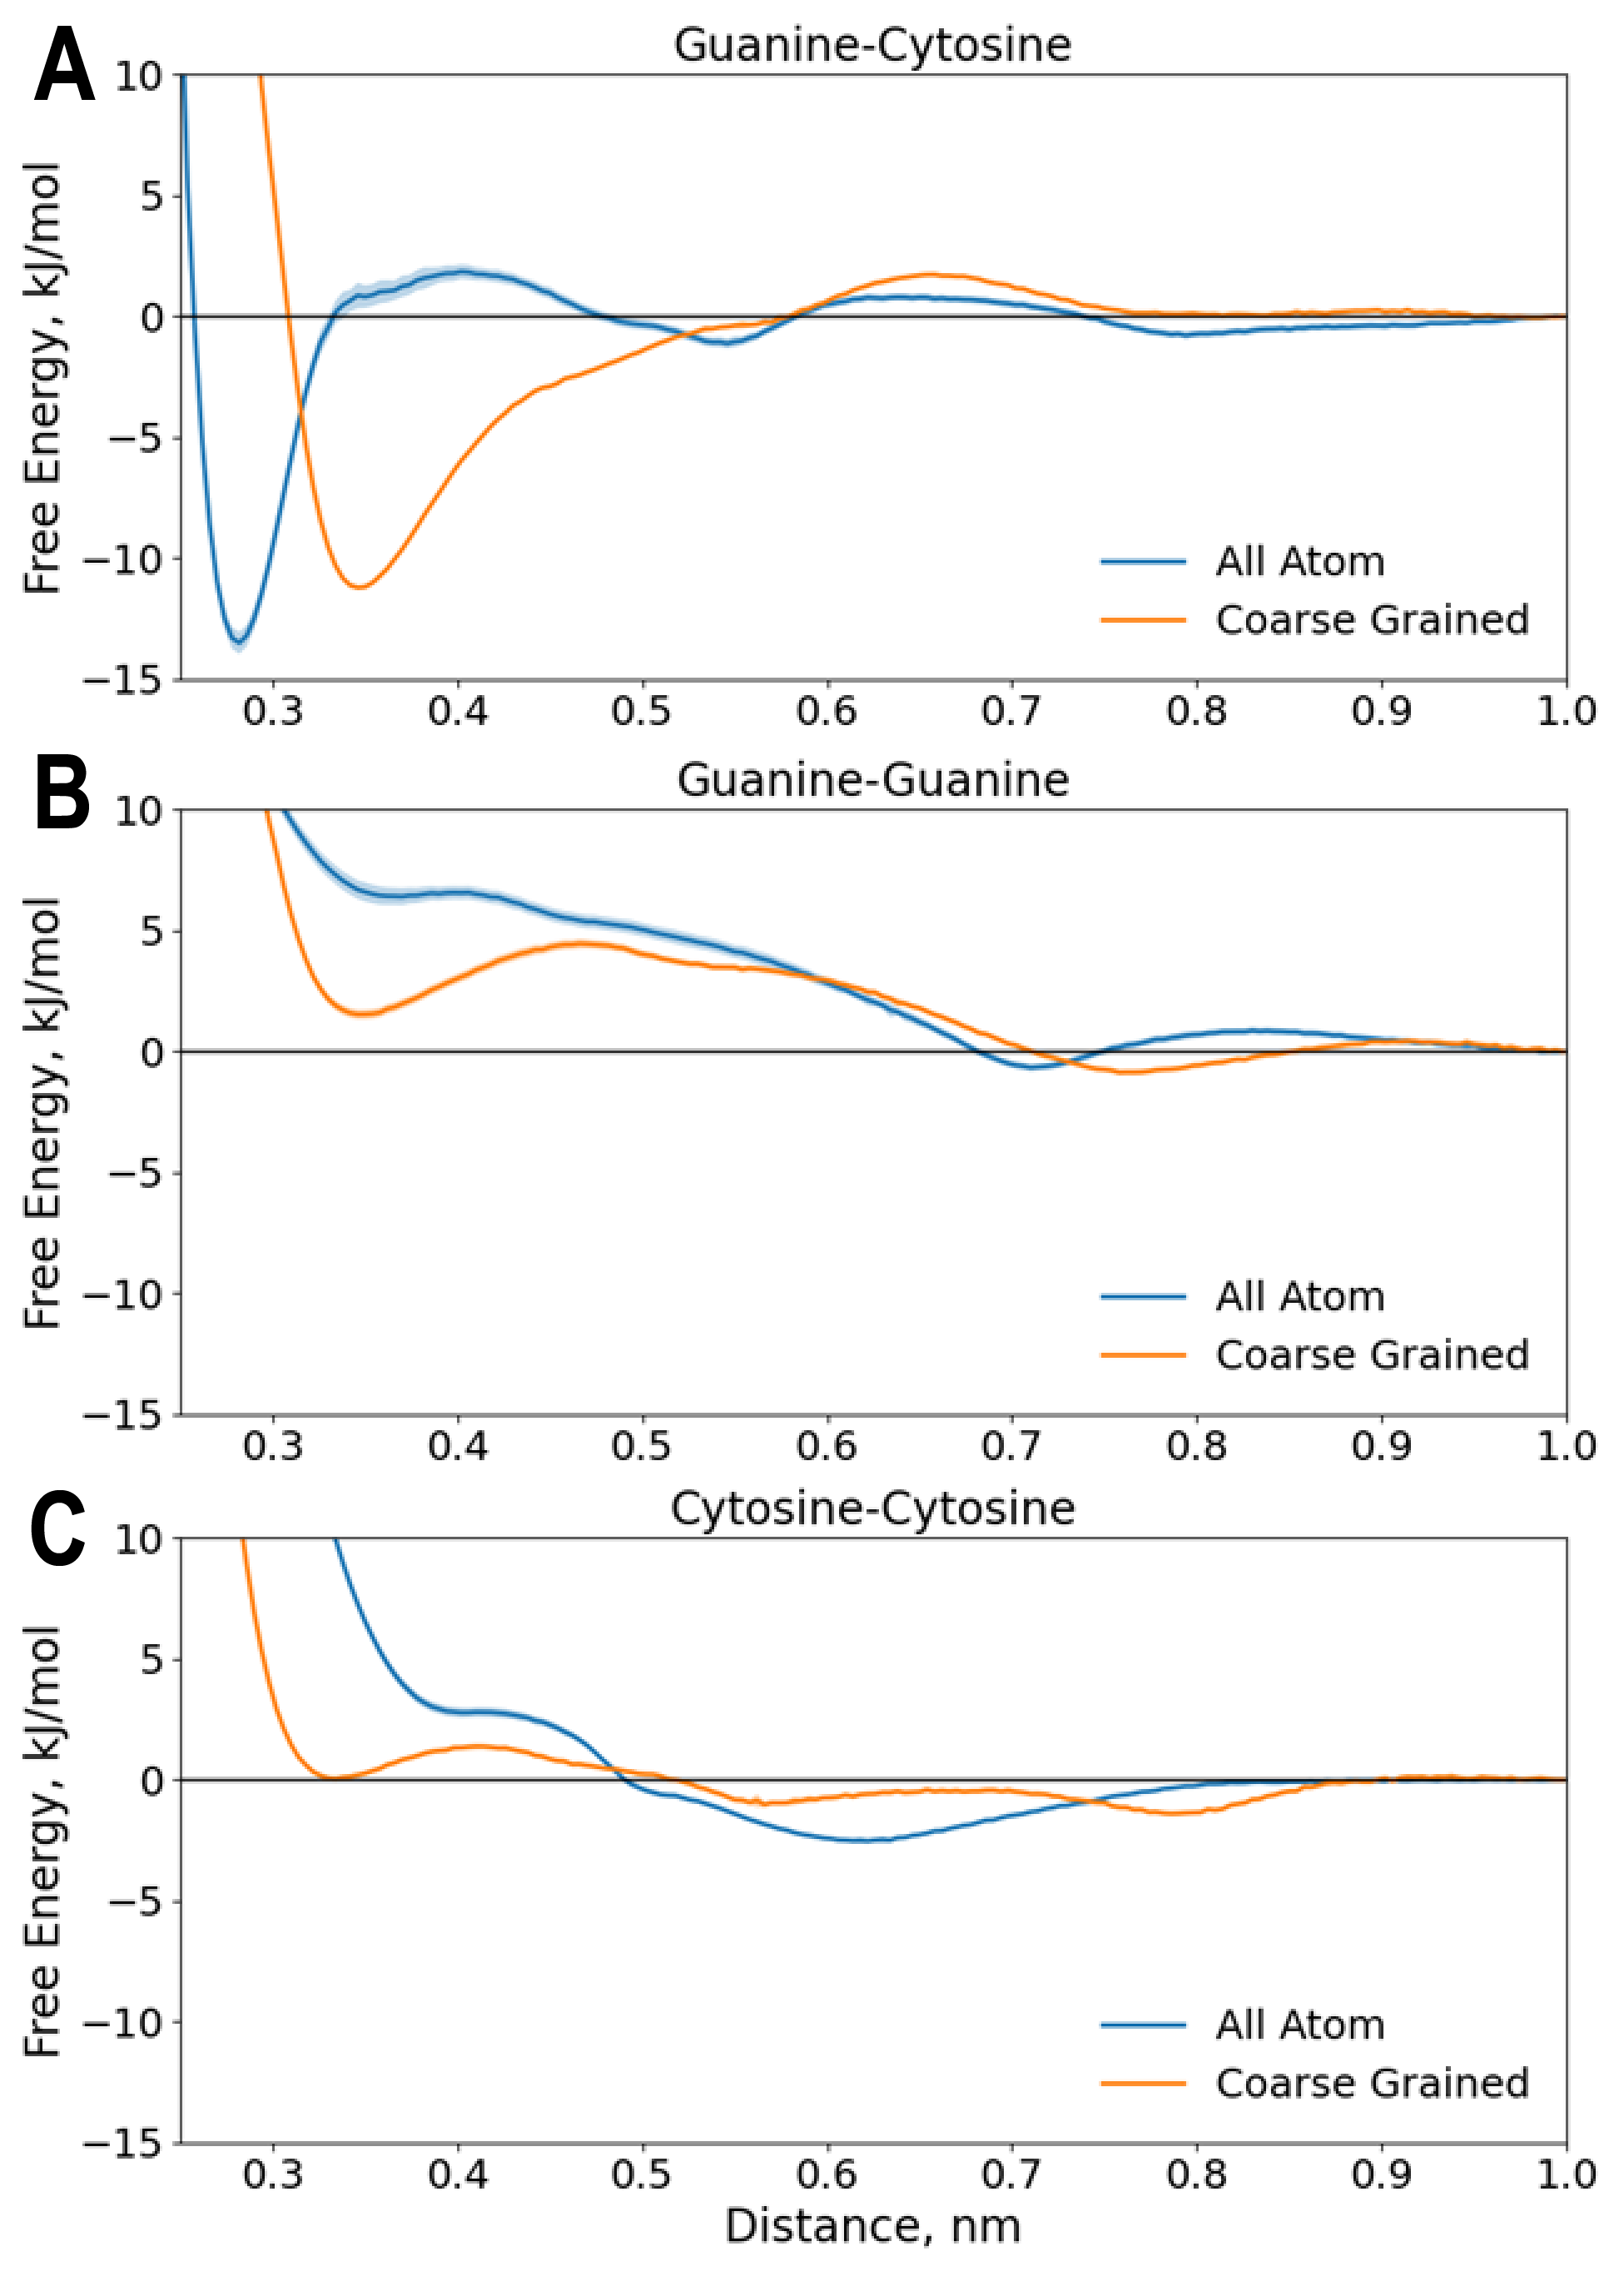 A
Guanine-Cytosine
Free Energy, kJ/mol
10
5
0
−5
−10
−15
All Atom
Coarse Grained
0.3 0.4 0.5 0.6 0.7 0.8 0.9 1.0
B
Guanine-Guanine
Free Energy, kJ/mol
10
5
0
−5
−10
−15
All Atom
Coarse Grained
0.3 0.4 0.5 0.6 0.7 0.8 0.9 1.0
C
Cytosine-Cytosine
Free Energy, kJ/mol
10
5
0
−5
−10
−15
All Atom
Coarse Grained
0.3 0.4 0.5 0.6 0.7 0.8 0.9 1.0
Distance, nm